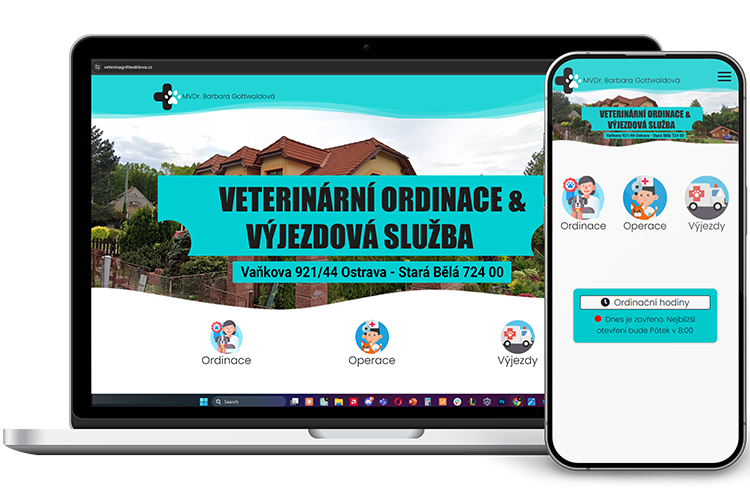 veterinagottwaldova.cz
MVDr. Barbara Gottwaldová
VETERINÁRNÍ ORDINACE &
VÝJEZDOVÁ SLUŽBA
Vaňkova 921/44 Ostrava - Stará Bělá 724 00
Ordinace Operace Výjezdy
Search
MVDr. Barbara Gottwaldová
VETERINÁRNÍ ORDINACE &
VÝJEZDOVÁ SLUŽBA
Vaňkova 921/44 Ostrava - Stará Bělá 724 00
Ordinace Operace Výjezdy
Ordinační hodiny
Dnes je zavřeno. Nejbližší
otevření bude Pátek v 8:00